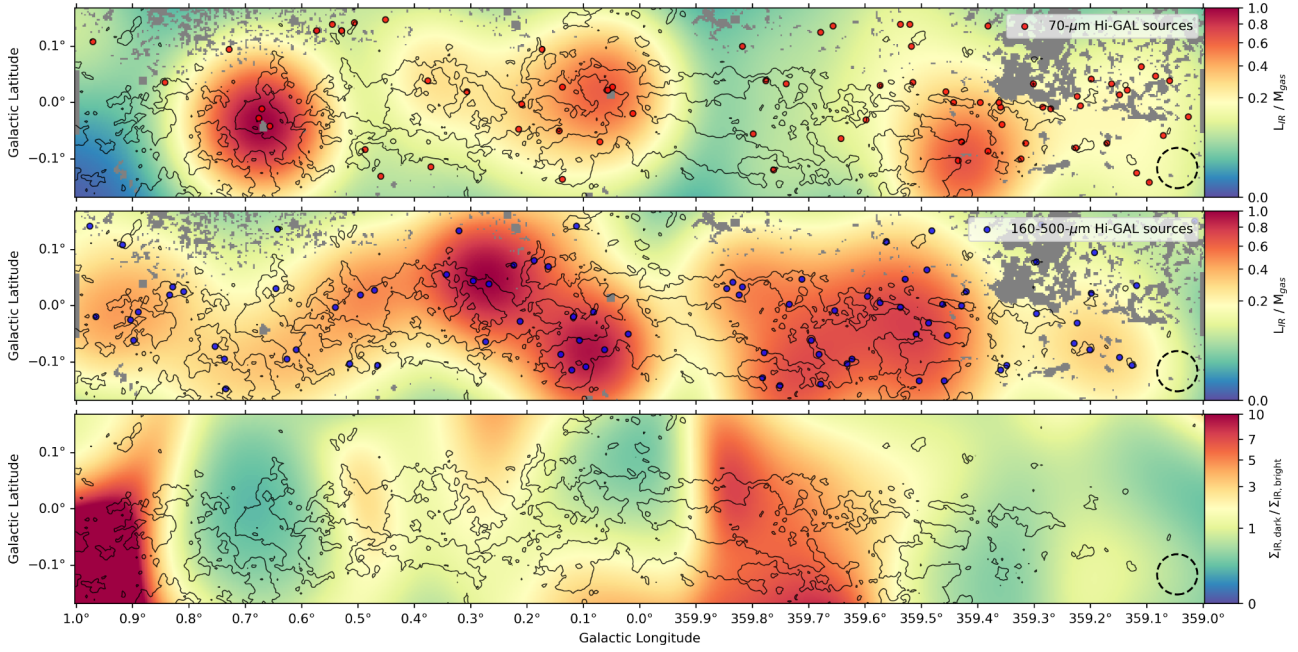 70-μm Hi-GAL sources
0.1°
0.0°
−0.1°
Galactic Latitude
1.0
0.8
0.6
0.4
0.2
0.0
L_IR / M_gas
160-500-μm Hi-GAL sources
0.1°
0.0°
−0.1°
Galactic Latitude
1.0
0.8
0.6
0.4
0.2
0.0
L_IR / M_gas
0.1°
0.0°
−0.1°
Galactic Latitude
10
7
5
3
1
0
Σ_IR, dark / Σ_IR, bright
1.0° 0.9° 0.8° 0.7° 0.6° 0.5° 0.4° 0.3° 0.2° 0.1° 0.0° 359.9° 359.8° 359.7° 359.6° 359.5° 359.4° 359.3° 359.2° 359.1° 359.0°
Galactic Longitude